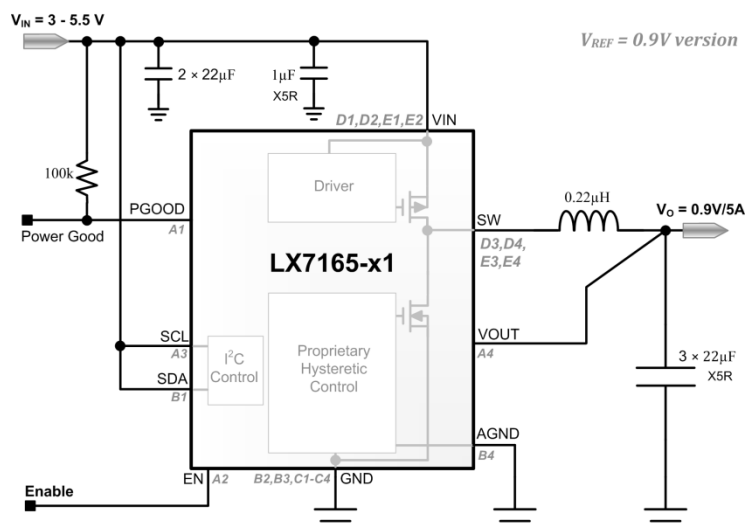 V_IN = 3 - 5.5 V
V_REF = 0.9V version
2 × 22µF
1µF
X5R
D1,D2,E1,E2 VIN
100k
Driver
PGOOD
A1
Power Good
SW
D3,D4,
E3,E4
0.22µH
V_O = 0.9V/5A
LX7165-x1
SCL
A3
I²C
Control
SDA
B1
Proprietary
Hysteretic
Control
VOUT
A4
3 × 22µF
X5R
AGND
B4
EN A2
B2,B3,C1-C4 GND
Enable